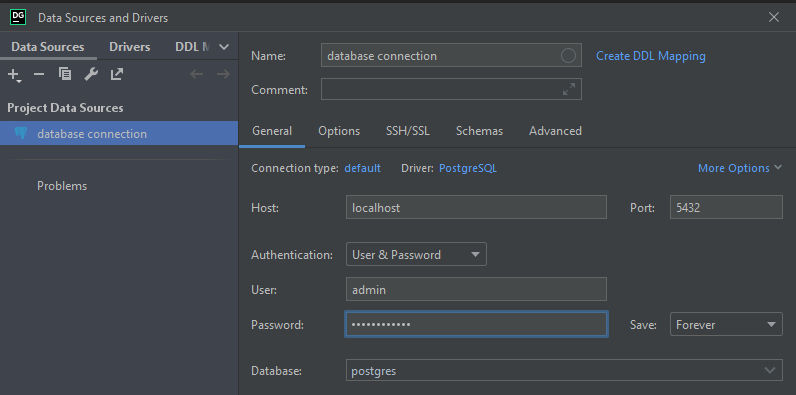 DG Data Sources and Drivers
Data Sources Drivers DDL M
Project Data Sources
database connection
Problems
Name: database connection Create DDL Mapping
Comment:
General Options SSH/SSL Schemas Advanced
Connection type: default Driver: PostgreSQL More Options
Host: localhost Port: 5432
Authentication: User & Password
User: admin
Password: •••••••••••• Save: Forever
Database: postgres